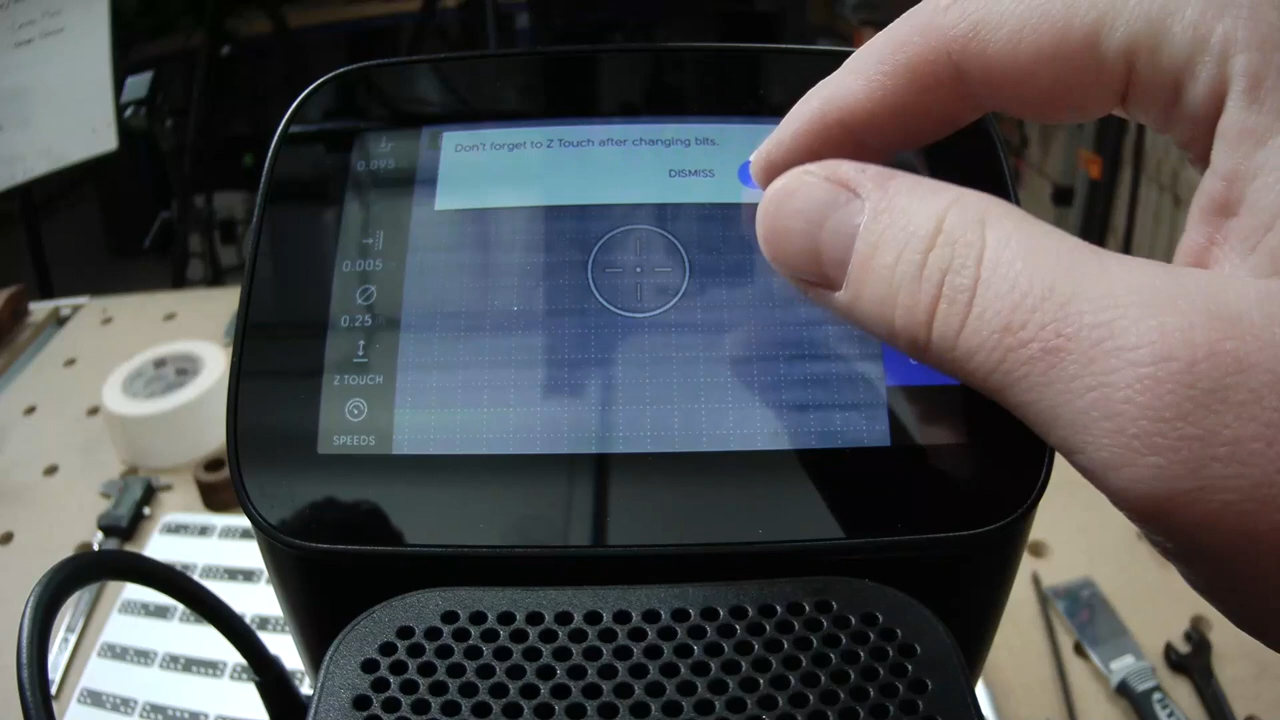 Don't forget to Z Touch after changing bits.
DISMISS
0.095
0.005
0.25
Z TOUCH
SPEEDS